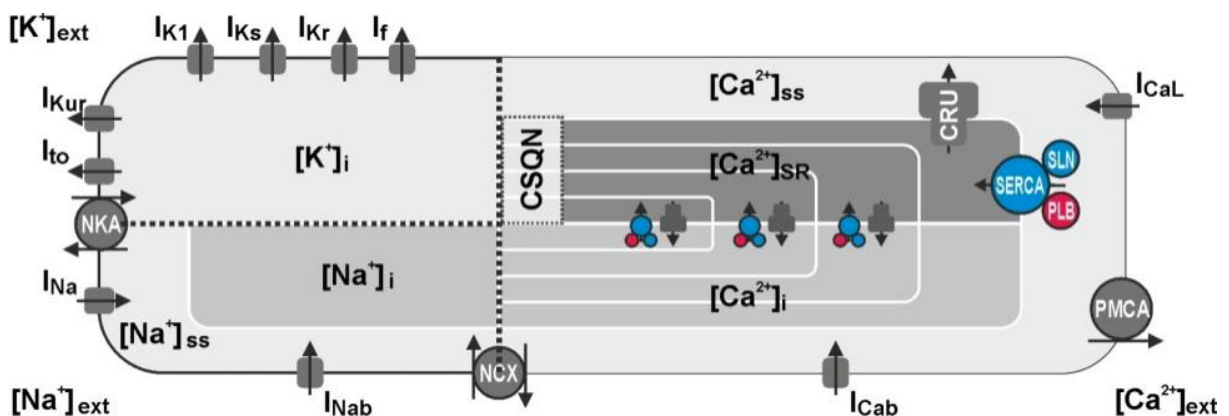 [K⁺]ext
I_K1 I_Ks I_Kr I_f
[Ca²⁺]ss
I_CaL
I_Kur
CRU
I_to
[K⁺]i
CSQN
[Ca²⁺]SR
SLN
SERCA
PLB
NKA
[Na⁺]i
I_Na
[Ca²⁺]i
PMCA
[Na⁺]ss
NCX
[Na⁺]ext
I_Nab
I_Cab
[Ca²⁺]ext